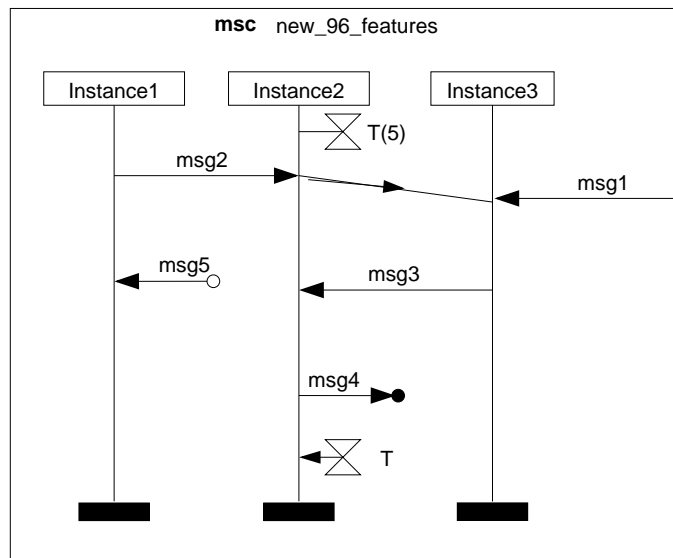 msc new_96_features
Instance1 Instance2 Instance3
T(5)
msg2
msg1
msg5
msg3
msg4
T